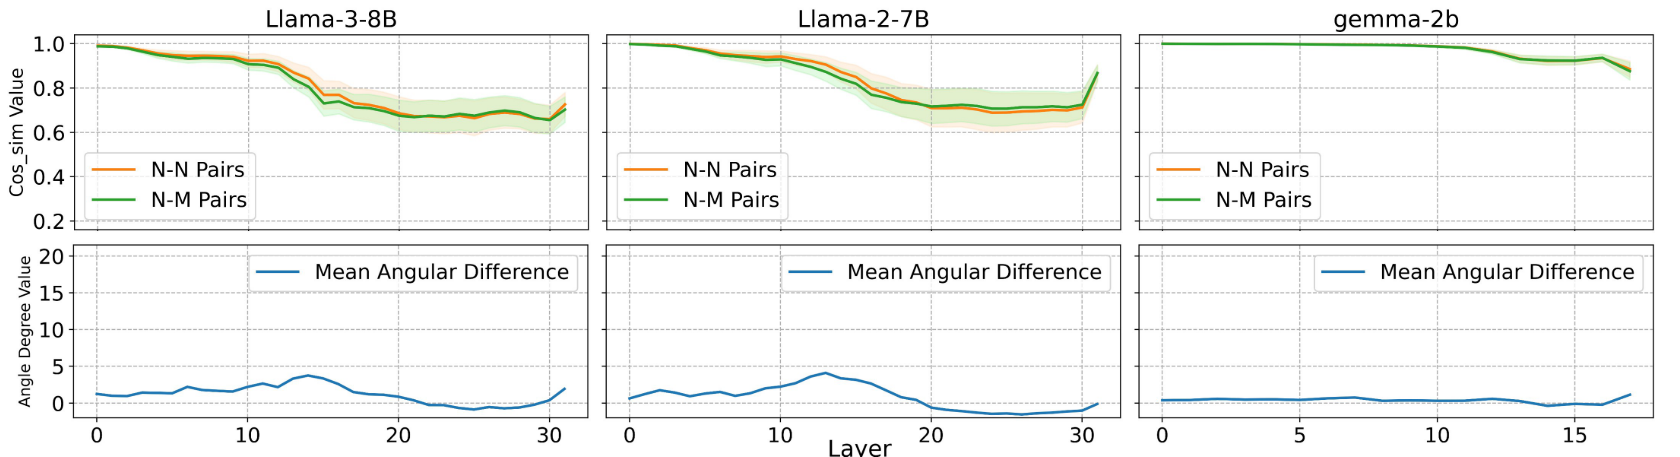 Llama-3-8B
Llama-2-7B
gemma-2b
Cos_sim Value
1.0
0.8
0.6
0.4
0.2
N-N Pairs
N-M Pairs
N-N Pairs
N-M Pairs
N-N Pairs
N-M Pairs
Angle Degree Value
20
15
10
5
0
Mean Angular Difference
Mean Angular Difference
Mean Angular Difference
0 10 20 30
0 10 20 30
0 5 10 15
Layer